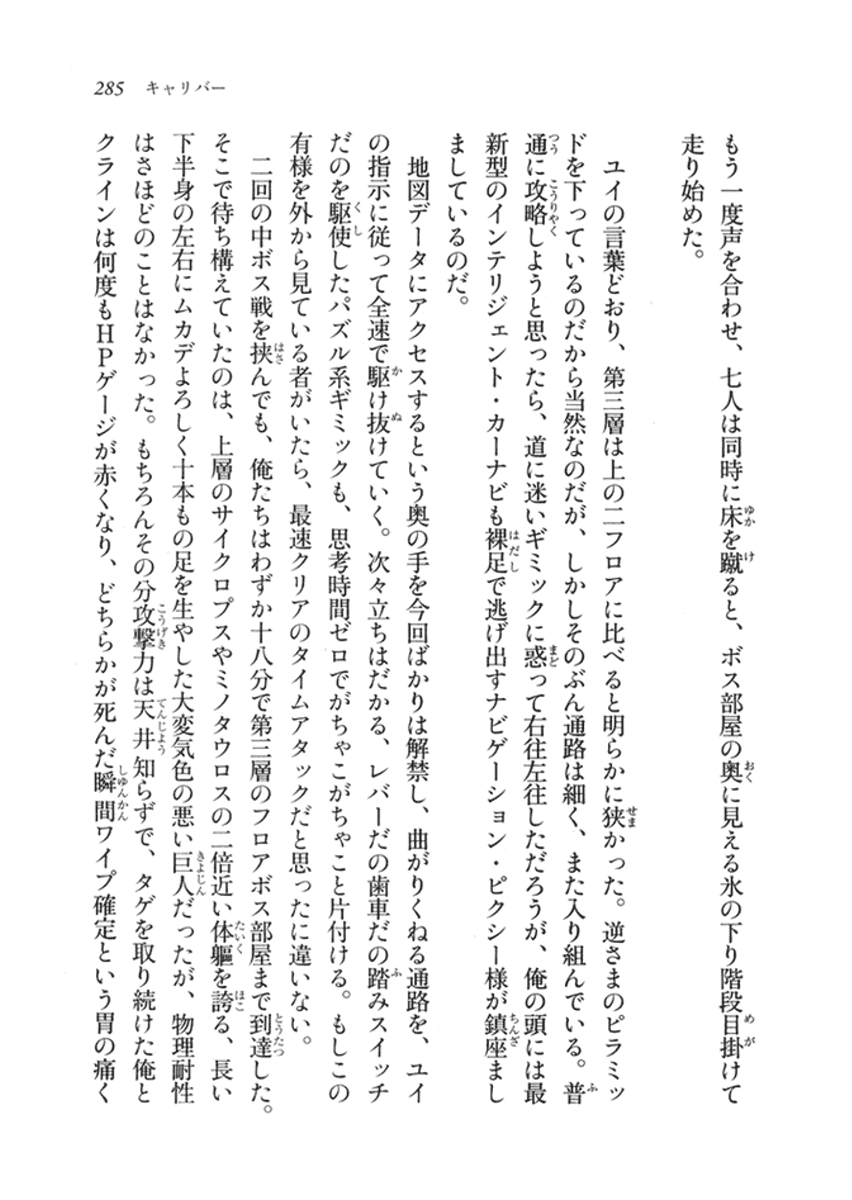 285 キャリバー
もう一度声を合わせ、七人は同時に床を蹴ると、ボス部屋の奥に見える氷の下り階段目掛けて
走り始めた。
ユイの言葉どおり、第三層は上の二フロアに比べると明らかに狭かった。逆さまのピラミッ
ドを下っているのだから当然なのだが、しかしそのぶん通路は細く、また入り組んでいる。普
通に攻略しようと思ったら、道に迷いギミックに惑って右往左往しただろうが、俺の頭には最
新型のインテリジェント・カーナビも裸足で逃げ出すナビゲーション・ピクシー様が鎮座まし
ましているのだ。
地図データにアクセスするという奥の手を今回ばかりは解禁し、曲がりくねる通路を、ユイ
の指示に従って全速で駆け抜けていく。次々立ちはだかる、レバーだの歯車だの踏みスイッチ
だのを駆使したパズル系ギミックも、思考時間ゼロでがちゃこがちゃこと片付ける。もしこの
有様を外から見ている者がいたら、最速クリアのタイムアタックだと思ったに違いない。
二回の中ボス戦を挟んでも、俺たちはわずか十八分で第三層のフロアボス部屋まで到達した。
そこで待ち構えていたのは、上層のサイクロプスやミノタウロスの二倍近い体軀を誇る、長い
下半身の左右にムカデよろしく十本もの足を生やした大変気色の悪い巨人だったが、物理耐性
はさほどのことはなかった。もちろんその分攻撃力は天井知らずで、タゲを取り続けた俺と
クラインは何度もHPゲージが赤くなり、どちらかが死んだ瞬間ワイプ確定という胃の痛く